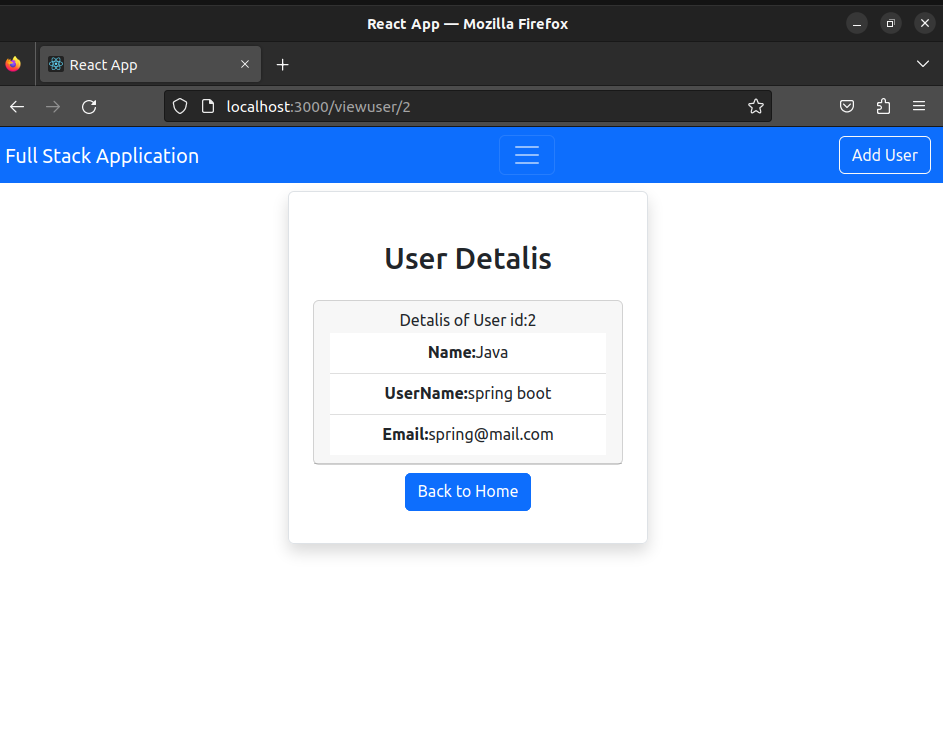 React App — Mozilla Firefox
React App
localhost:3000/viewuser/2
Full Stack Application
Add User
User Detalis
Detalis of User id:2
Name:Java
UserName:spring boot
Email:spring@mail.com
Back to Home